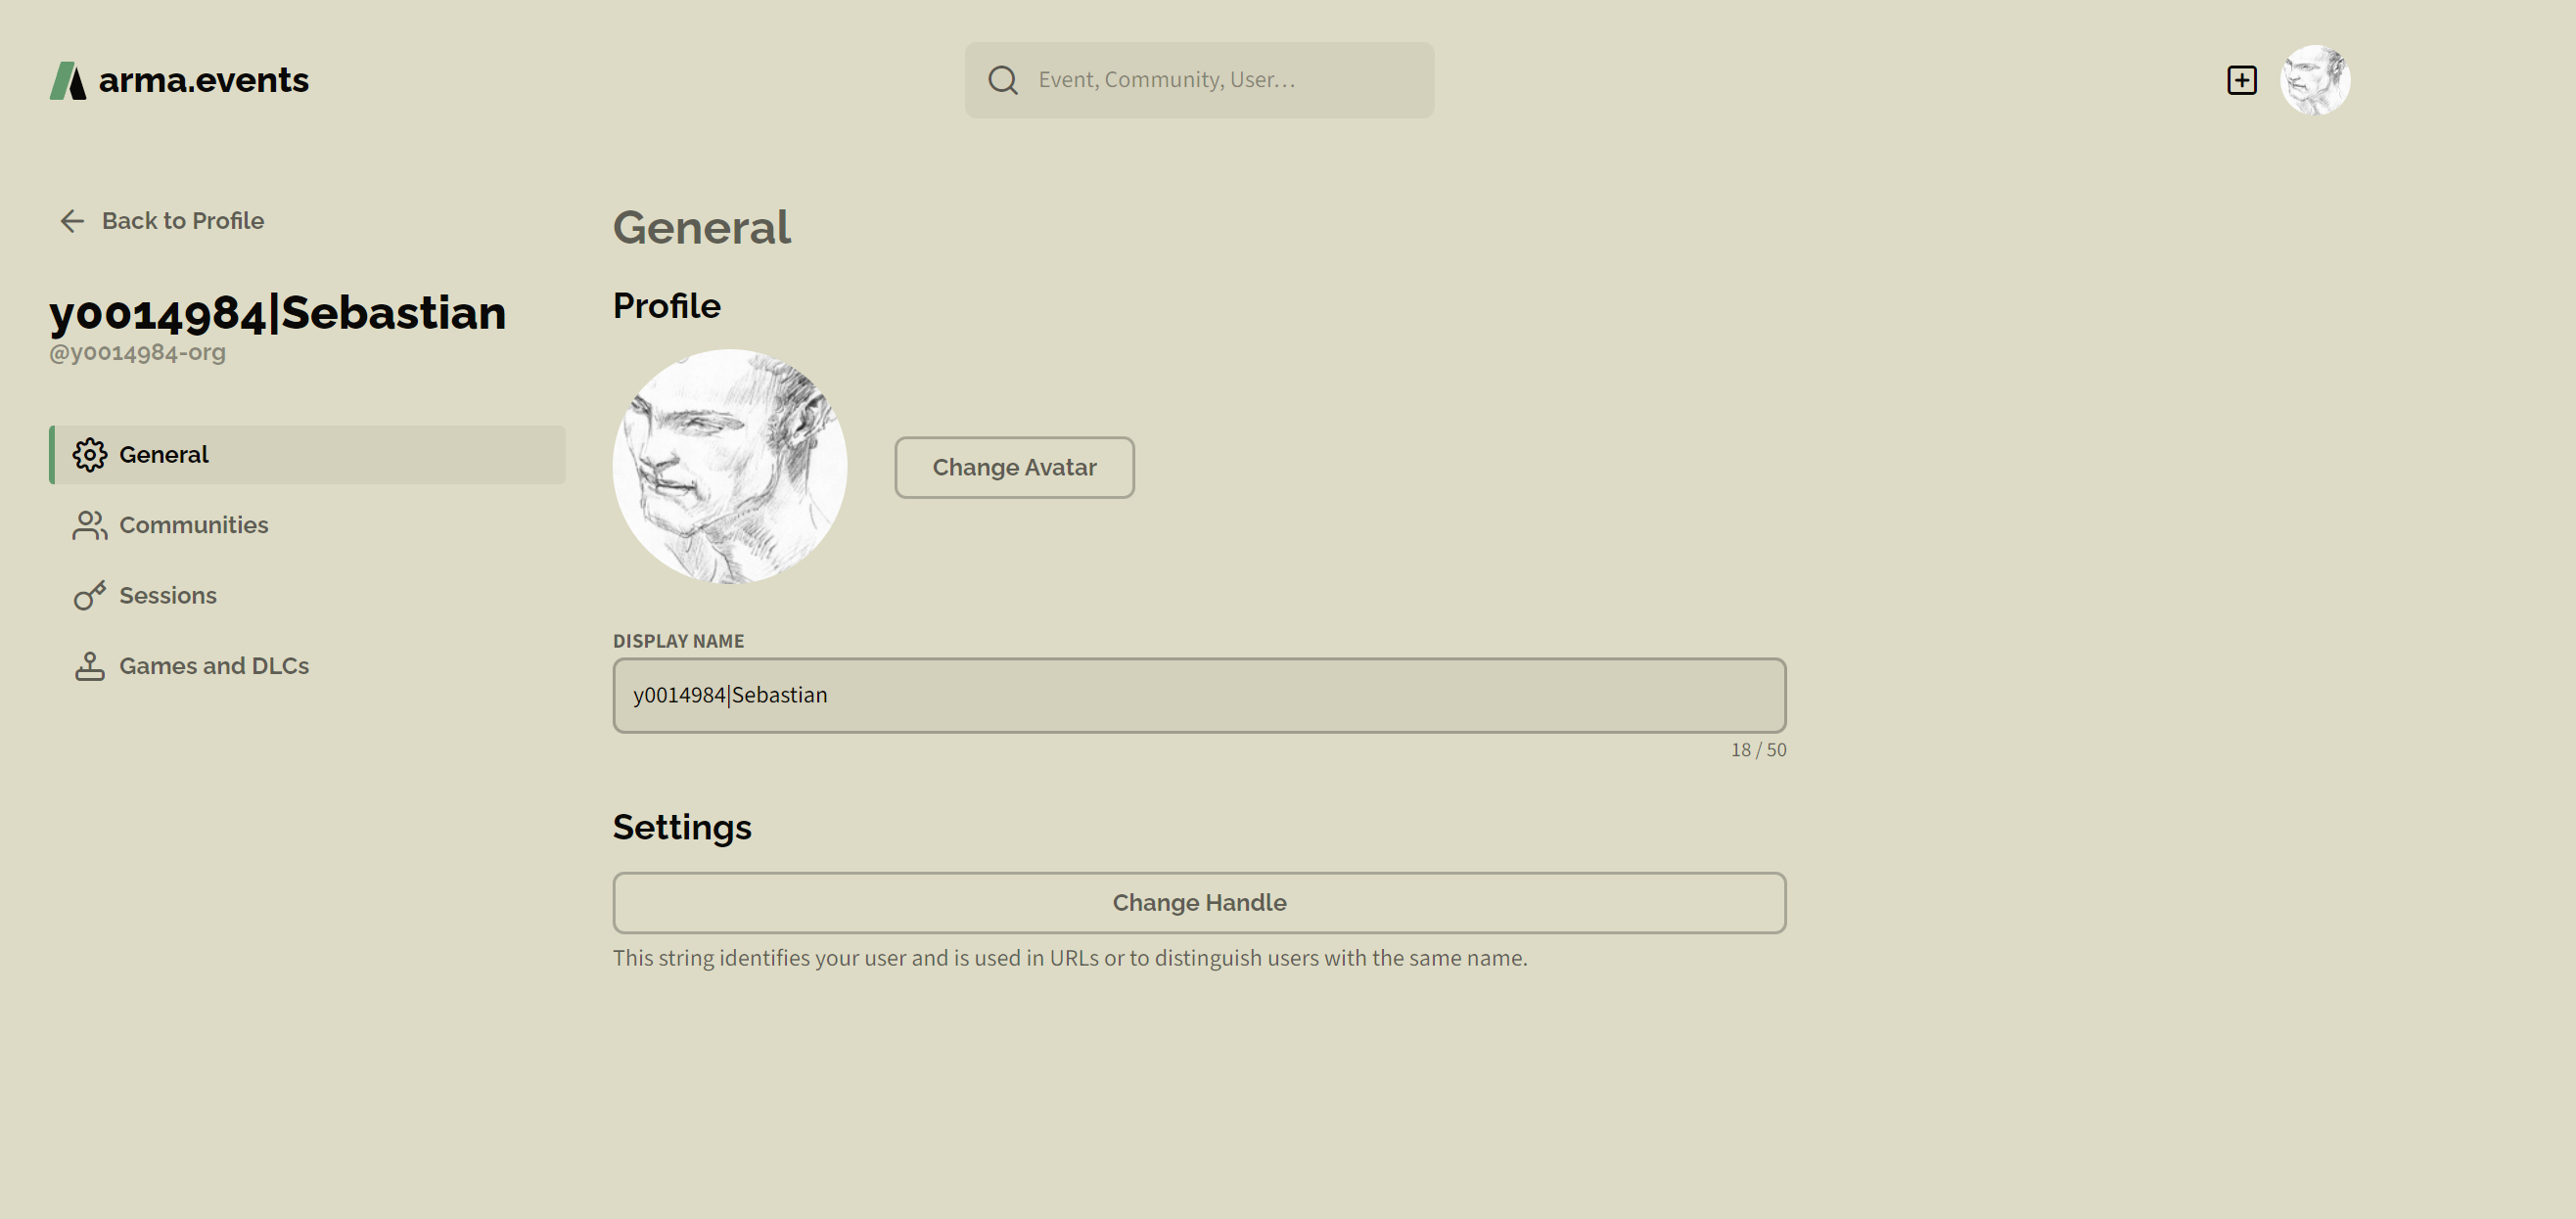 arma.events
Event, Community, User...
Back to Profile
y0014984|Sebastian
@y0014984-org
General
Communities
Sessions
Games and DLCs
General
Profile
Change Avatar
DISPLAY NAME
y0014984|Sebastian
18 / 50
Settings
Change Handle
This string identifies your user and is used in URLs or to distinguish users with the same name.